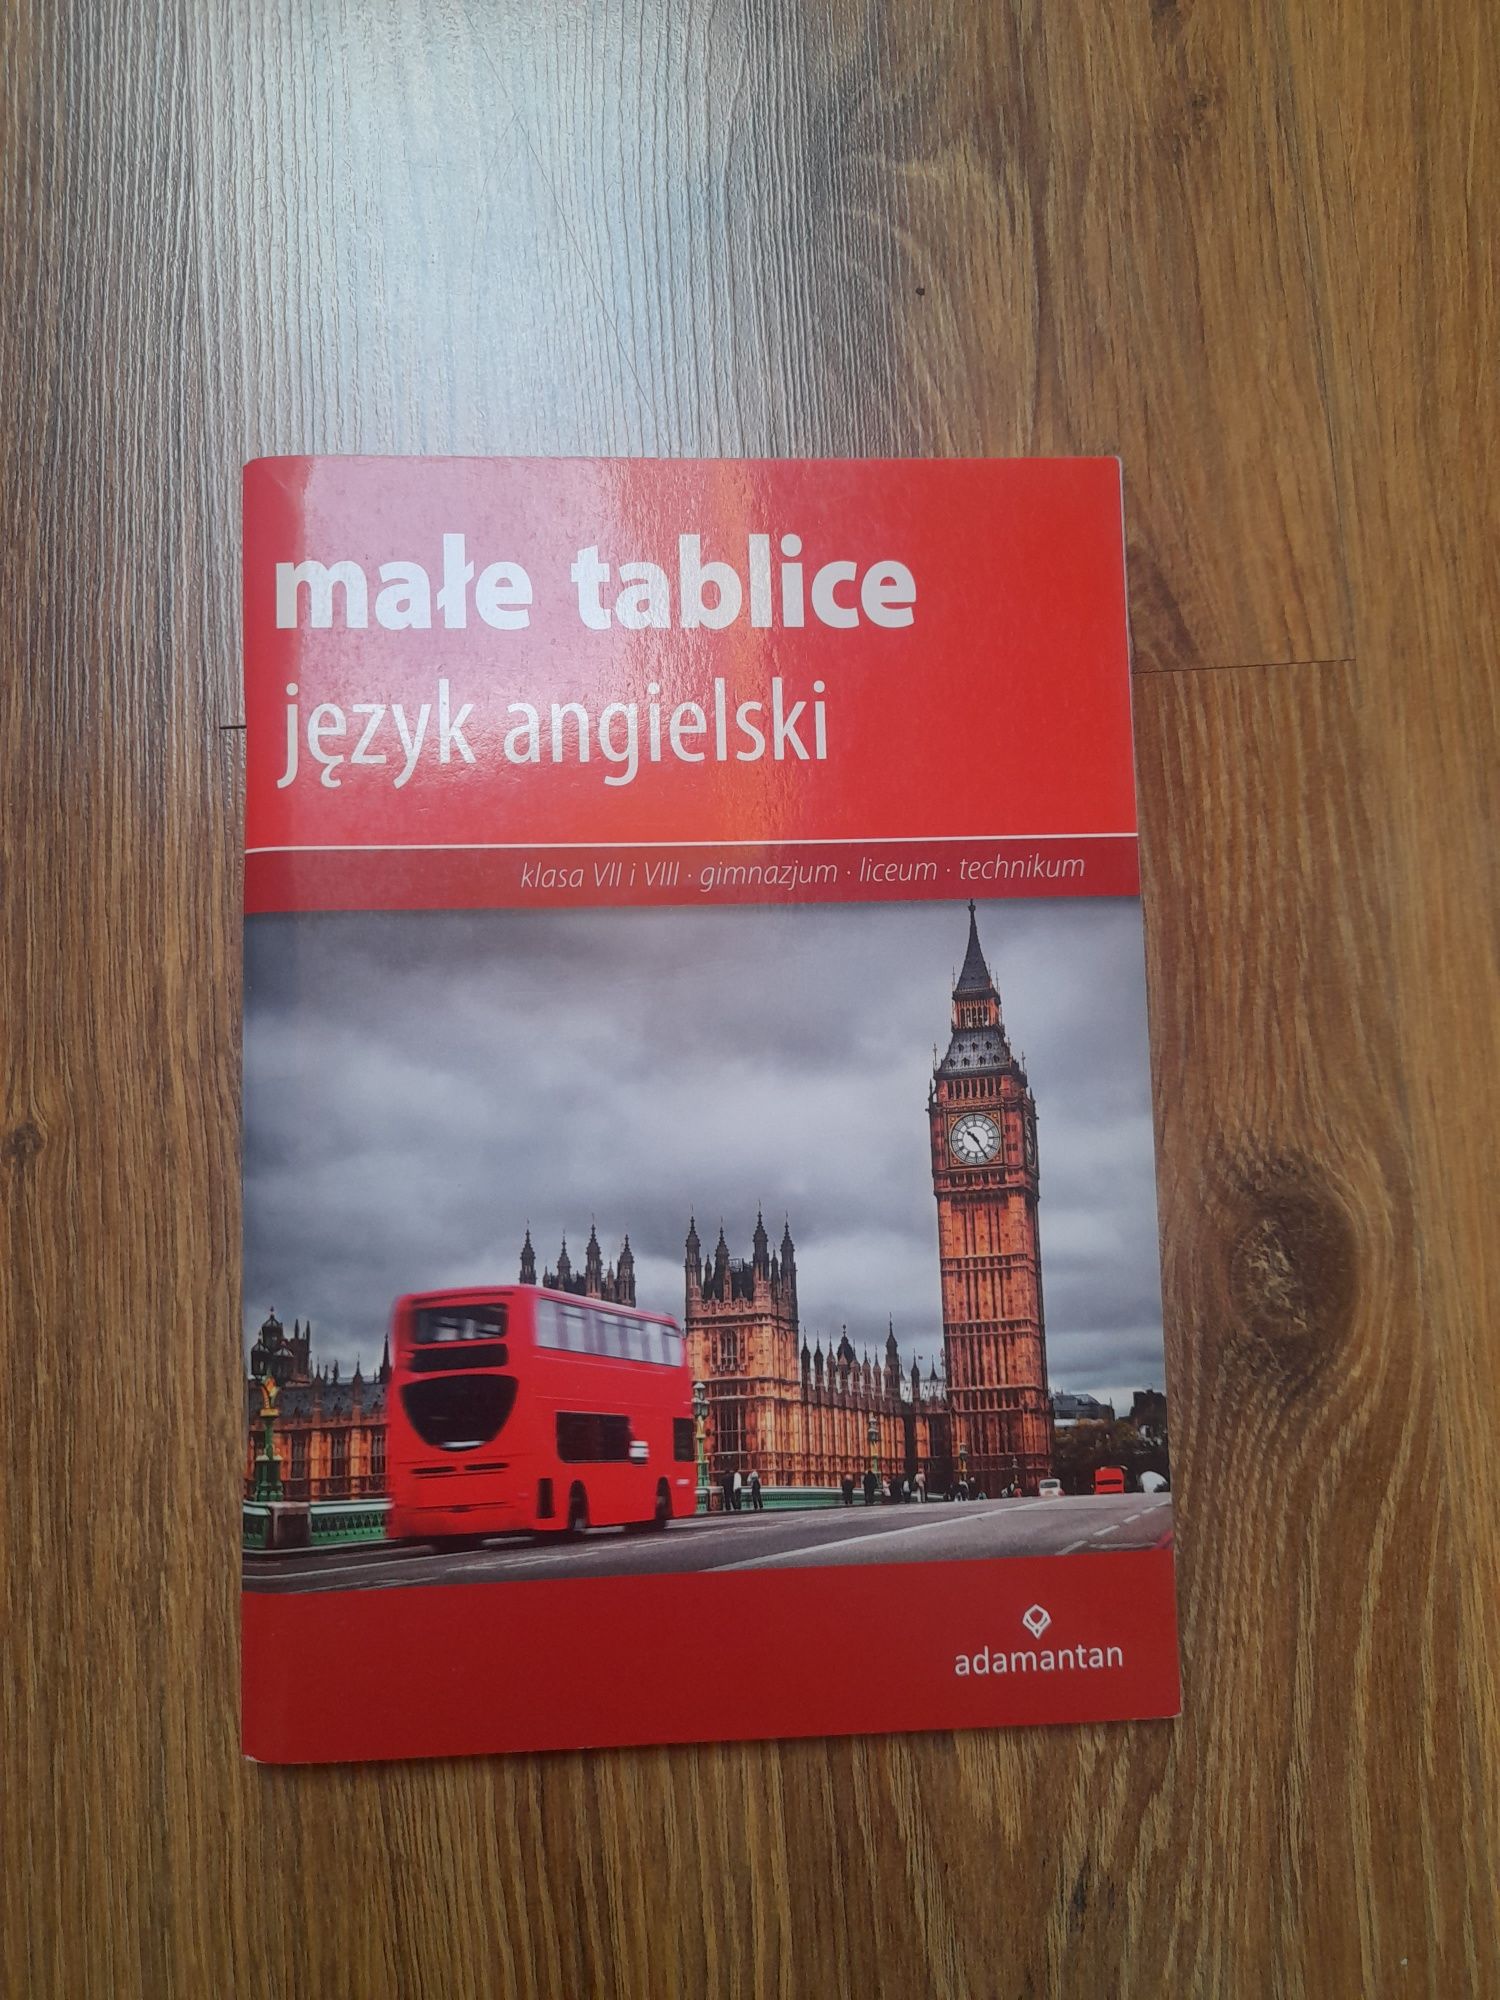 małe tablice
język angielski
klasa VII i VIII · gimnazjum · liceum · technikum
adamantan